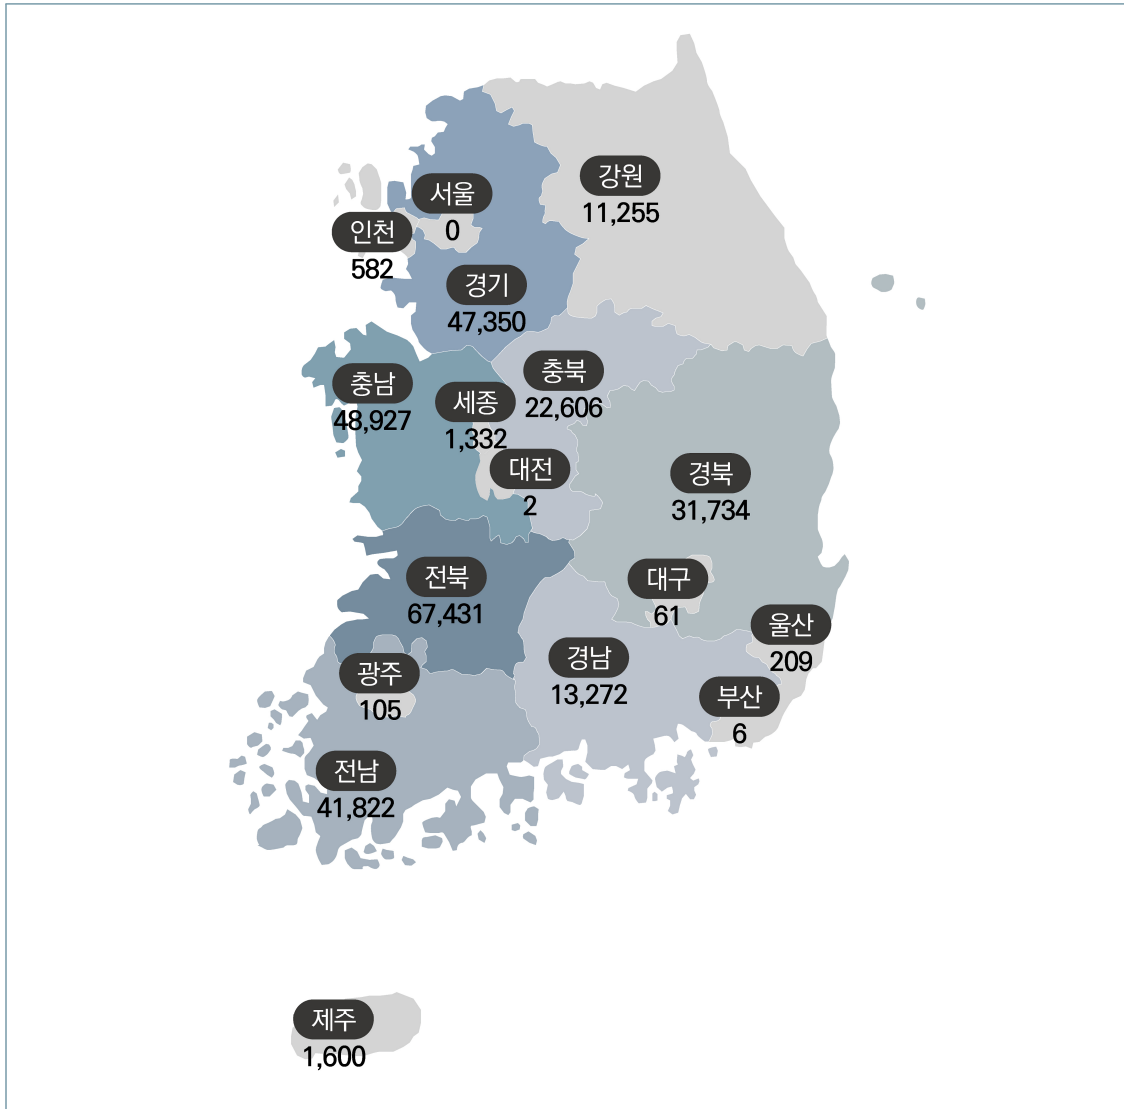 강원
11,255
서울
0
인천
582
경기
47,350
충북
22,606
충남
48,927
세종
1,332
대전
2
경북
31,734
전북
67,431
대구
61
울산
209
경남
13,272
광주
105
부산
6
전남
41,822
제주
1,600